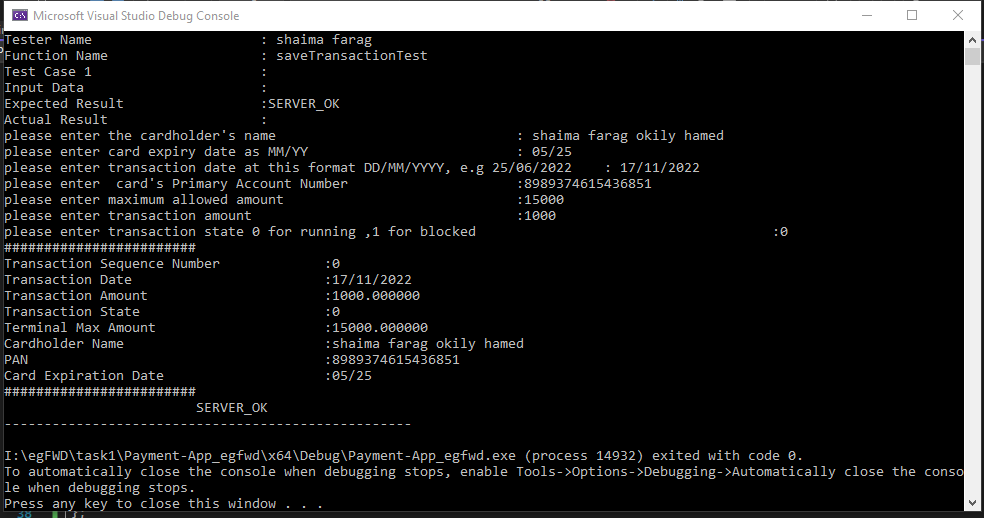 Microsoft Visual Studio Debug Console
Tester Name : shaima farag
Function Name : saveTransactionTest
Test Case 1 :
Input Data :
Expected Result :SERVER_OK
Actual Result :
please enter the cardholder's name : shaima farag okily hamed
please enter card expiry date as MM/YY : 05/25
please enter transaction date at this format DD/MM/YYYY, e.g 25/06/2022 : 17/11/2022
please enter  card's Primary Account Number :8989374615436851
please enter maximum allowed amount :15000
please enter transaction amount :1000
please enter transaction state 0 for running ,1 for blocked :0
########################
Transaction Sequence Number :0
Transaction Date :17/11/2022
Transaction Amount :1000.000000
Transaction State :0
Terminal Max Amount :15000.000000
Cardholder Name :shaima farag okily hamed
PAN :8989374615436851
Card Expiration Date :05/25
########################
SERVER_OK
---------------------------------------------------
I:\egFWD\task1\Payment-App_egfwd\x64\Debug\Payment-App_egfwd.exe (process 14932) exited with code 0.
To automatically close the console when debugging stops, enable Tools->Options->Debugging->Automatically close the conso
le when debugging stops.
Press any key to close this window . . .